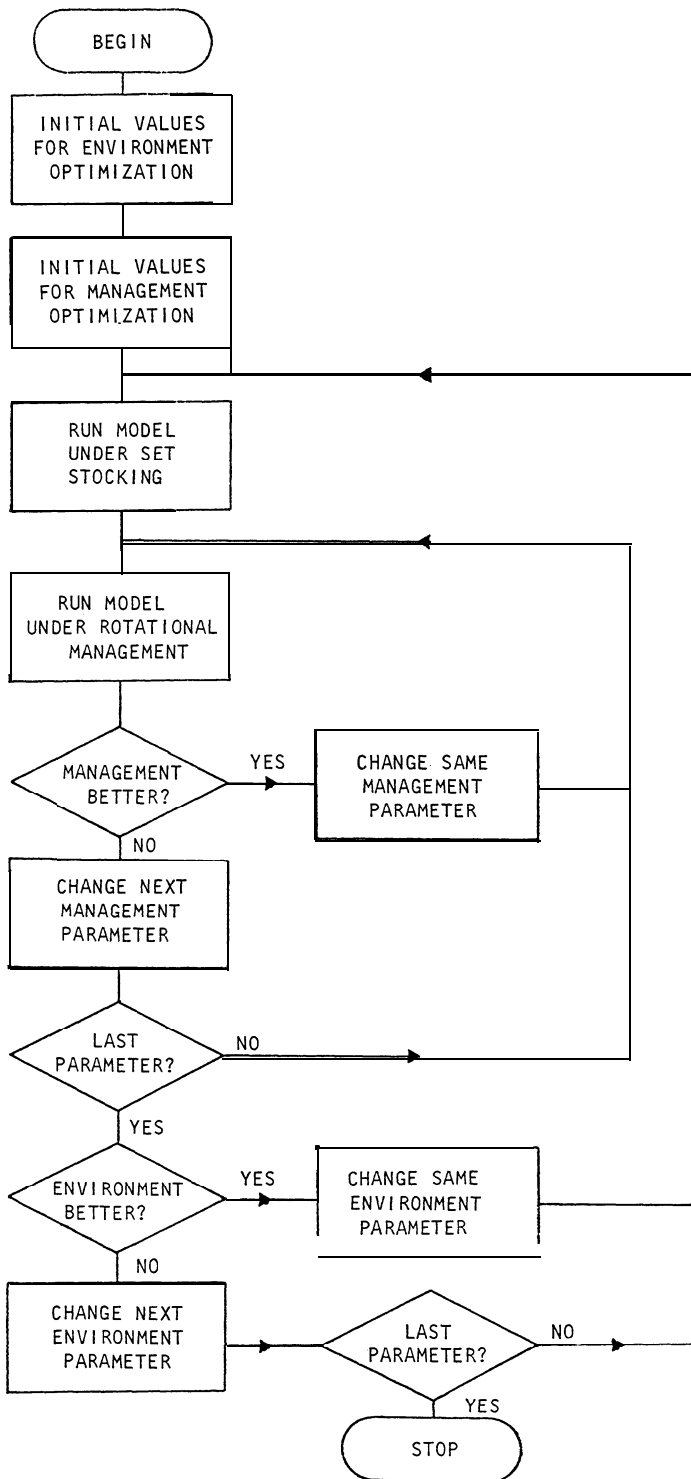 BEGIN
INITIAL VALUES
FOR ENVIRONMENT
OPTIMIZATION
INITIAL VALUES
FOR MANAGEMENT
OPTIMIZATION
RUN MODEL
UNDER SET
STOCKING
RUN MODEL
UNDER ROTATIONAL
MANAGEMENT
MANAGEMENT
BETTER?
YES
CHANGE SAME
MANAGEMENT
PARAMETER
NO
CHANGE NEXT
MANAGEMENT
PARAMETER
LAST
PARAMETER?
NO
YES
ENVIRONMENT
BETTER?
YES
CHANGE SAME
ENVIRONMENT
PARAMETER
NO
CHANGE NEXT
ENVIRONMENT
PARAMETER
LAST
PARAMETER?
NO
YES
STOP